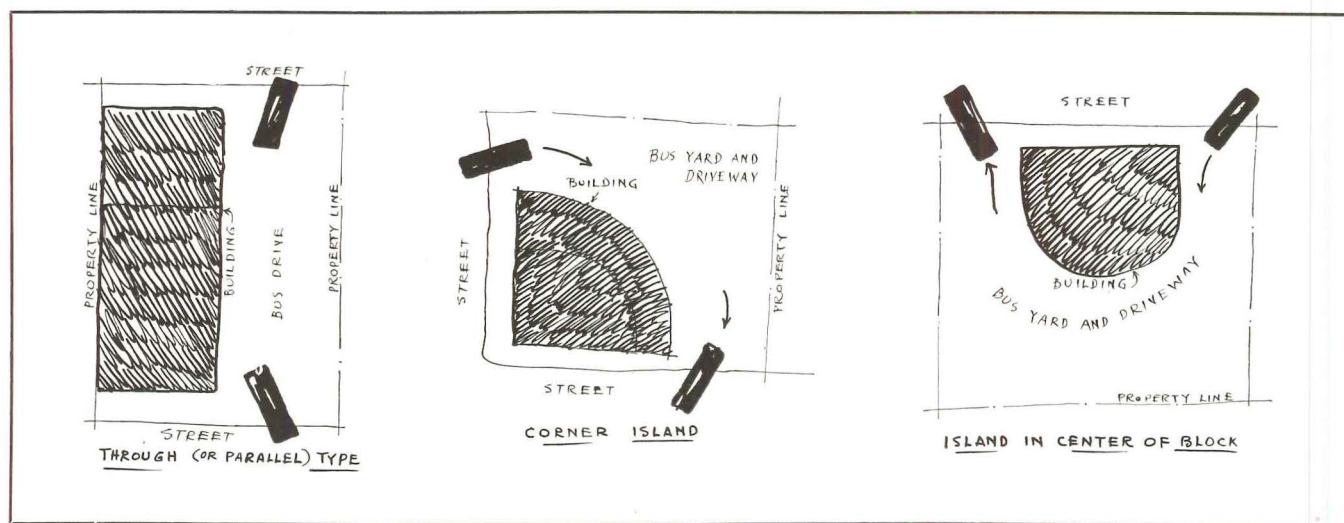 STREET
PROPERTY LINE
BUILDING
BUS DRIVE
PROPERTY LINE
STREET
THROUGH (OR PARALLEL) TYPE
BUS YARD AND
DRIVEWAY
BUILDING
STREET
PROPERTY LINE
STREET
CORNER ISLAND
STREET
BUILDING
BUS YARD AND DRIVEWAY
PROPERTY LINE
ISLAND IN CENTER OF BLOCK